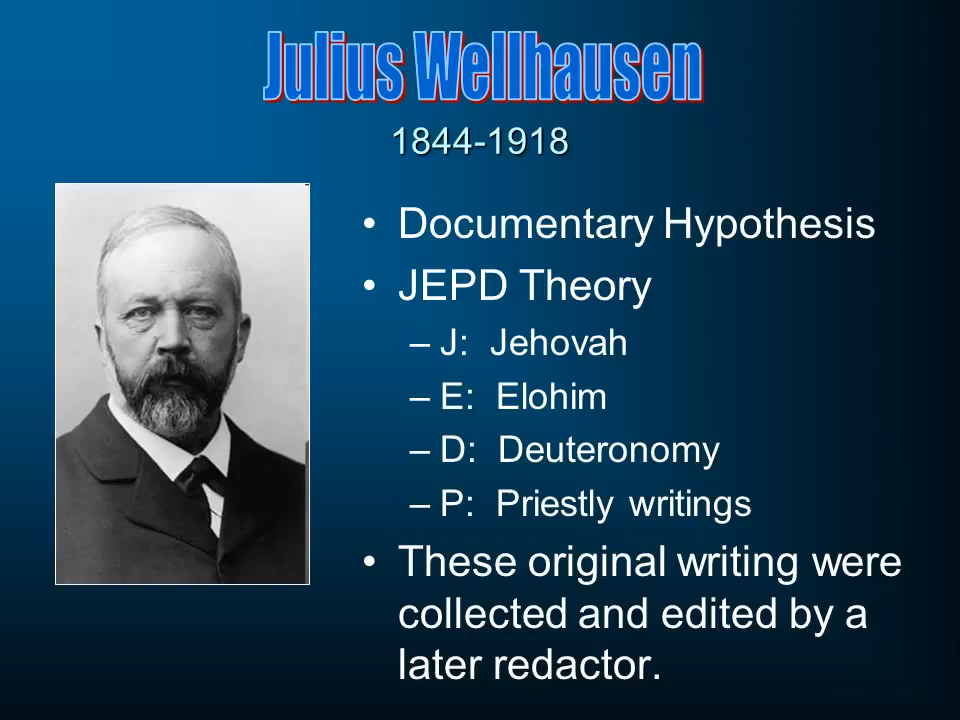 Julius Wellhausen
1844-1918
• Documentary Hypothesis
• JEPD Theory
– J: Jehovah
– E: Elohim
– D: Deuteronomy
– P: Priestly writings
• These original writing were
collected and edited by a
later redactor.